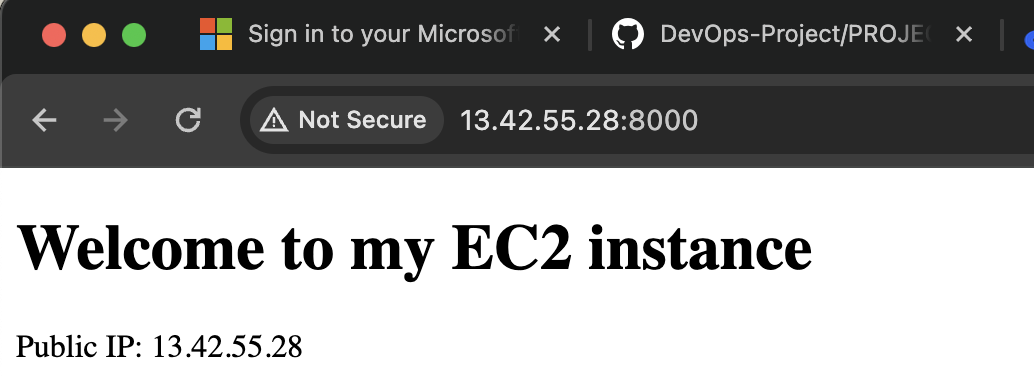 Sign in to your Microsof
DevOps-Project/PROJE
Not Secure
13.42.55.28:8000
Welcome to my EC2 instance
Public IP: 13.42.55.28